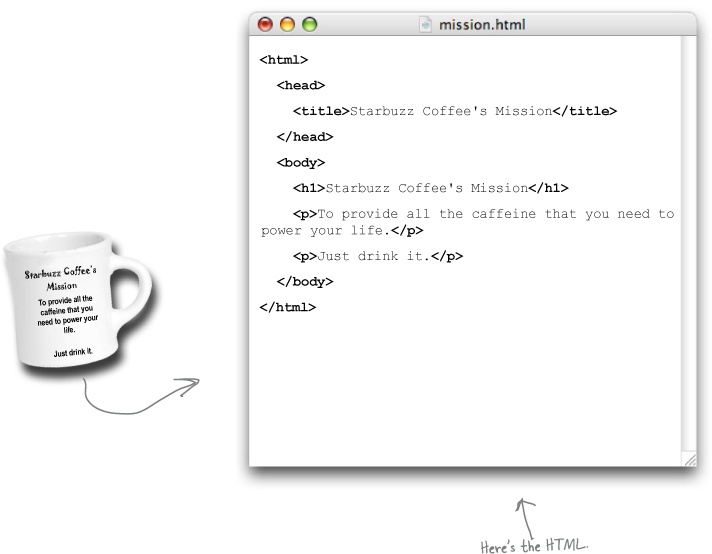 mission.html
<html>
<head>
<title>Starbuzz Coffee's Mission</title>
</head>
<body>
<h1>Starbuzz Coffee's Mission</h1>
<p>To provide all the caffeine that you need to
power your life.</p>
<p>Just drink it.</p>
</body>
</html>
Starbuzz Coffee's
Mission
To provide all the
caffeine that you
need to power your
life.
Just drink it.
Here's the HTML.